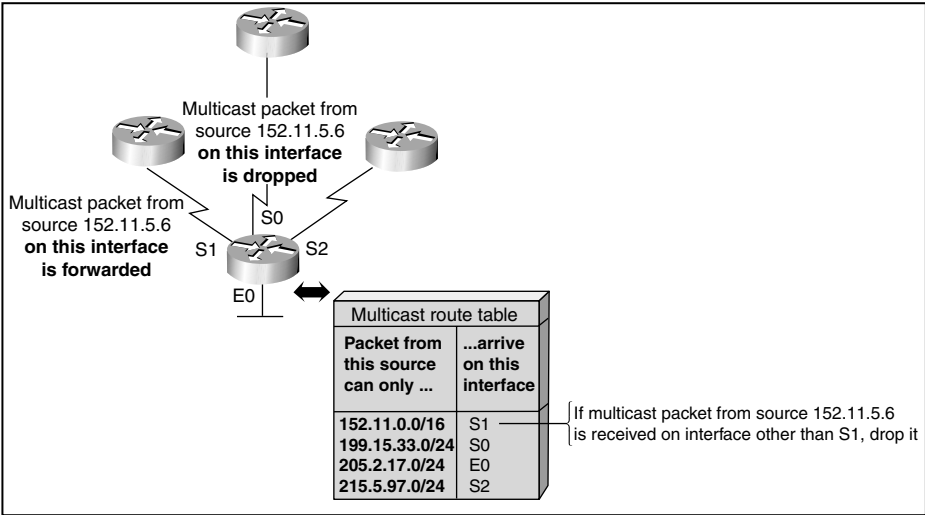 Multicast packet from
source 152.11.5.6
on this interface
is dropped
Multicast packet from
source 152.11.5.6
on this interface
is forwarded
S0
S1
S2
E0
Multicast route table
Packet from
this source
can only ...
...arrive
on this
interface
152.11.0.0/16 S1
199.15.33.0/24 S0
205.2.17.0/24 E0
215.5.97.0/24 S2
If multicast packet from source 152.11.5.6
is received on interface other than S1, drop it